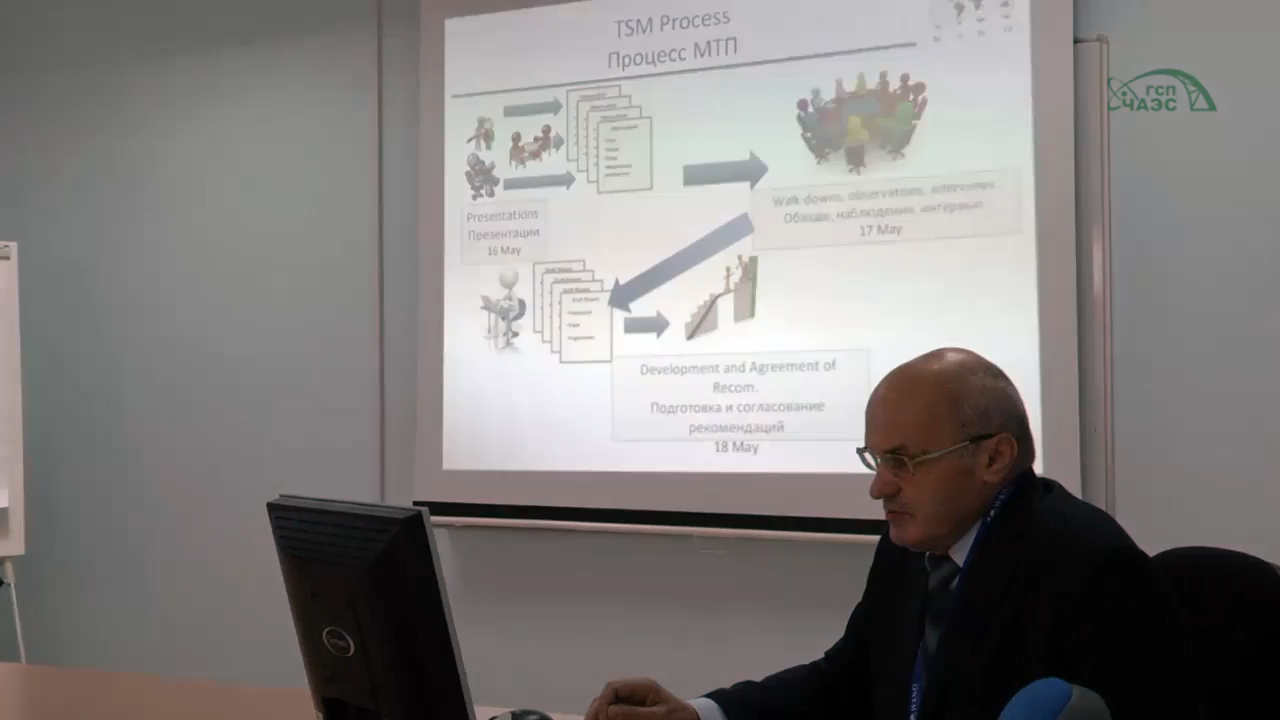 TSM Process
Процесс МТП
ГСП
ЧАЭС
Presentations
Презентации
16 May
Walk downs, observations, interviews
Обходы, наблюдения, интервью
17 May
Development and Agreement of
Recom.
Подготовка и согласование
рекомендаций
18 May
WANO